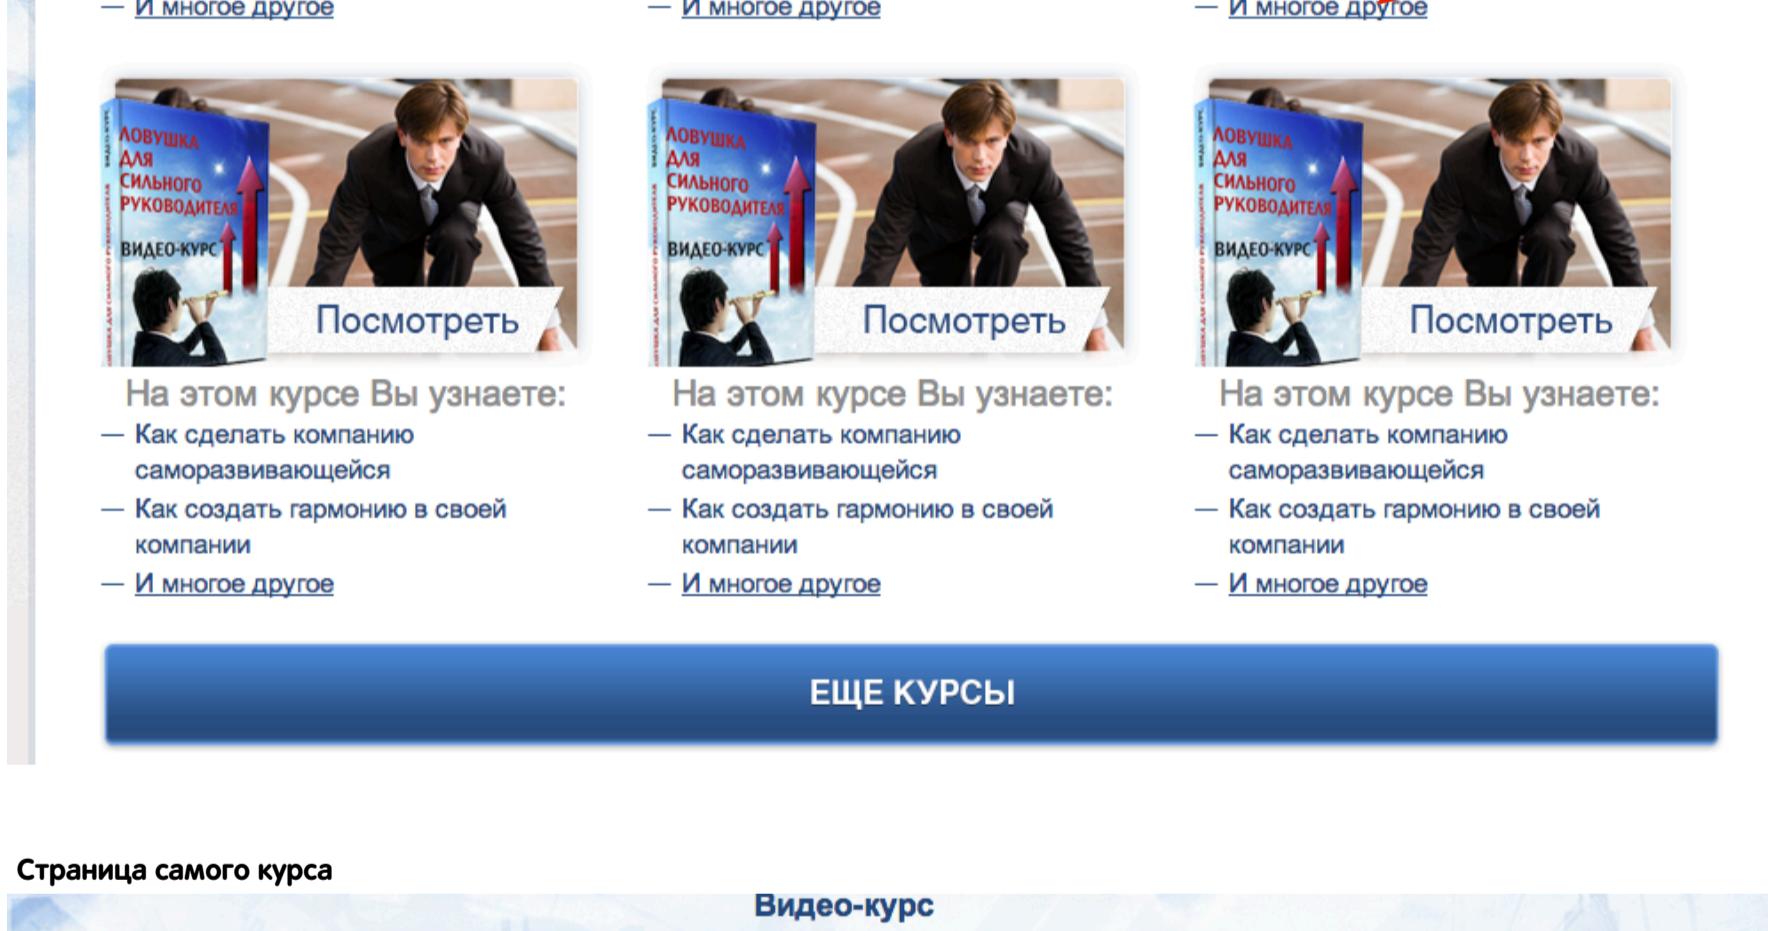 — И многое другое
— И многое другое
— И многое другое
ЛОВУШКА
ДЛЯ
СИЛЬНОГО
РУКОВОДИТЕЛЯ
ВИДЕО-КУРС
Посмотреть
На этом курсе Вы узнаете:
— Как сделать компанию
саморазвивающейся
— Как создать гармонию в своей
компании
— И многое другое
ЛОВУШКА
ДЛЯ
СИЛЬНОГО
РУКОВОДИТЕЛЯ
ВИДЕО-КУРС
Посмотреть
На этом курсе Вы узнаете:
— Как сделать компанию
саморазвивающейся
— Как создать гармонию в своей
компании
— И многое другое
ЛОВУШКА
ДЛЯ
СИЛЬНОГО
РУКОВОДИТЕЛЯ
ВИДЕО-КУРС
Посмотреть
На этом курсе Вы узнаете:
— Как сделать компанию
саморазвивающейся
— Как создать гармонию в своей
компании
— И многое другое
ЕЩЕ КУРСЫ
Страница самого курса
Видео-курс